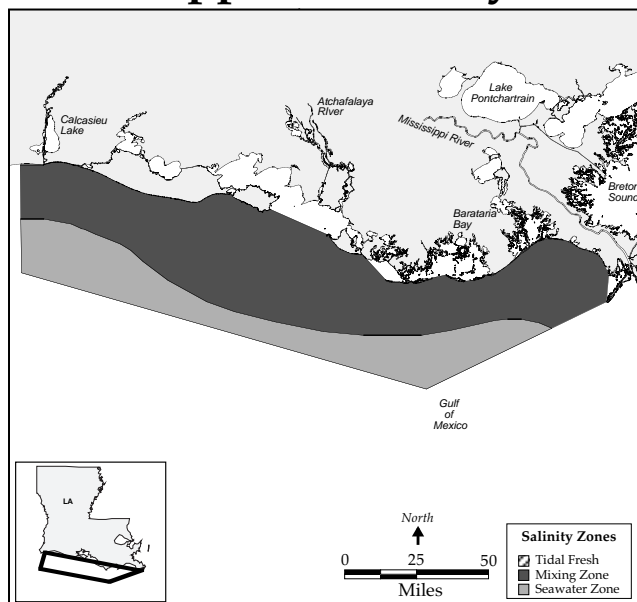 Lake
Pontchartrain
Calcasieu
Lake
Atchafalaya
River
Mississippi River
Breton
Sound
Barataria
Bay
Gulf
of
Mexico
LA
North
0 25 50
Miles
Salinity Zones
Tidal Fresh
Mixing Zone
Seawater Zone